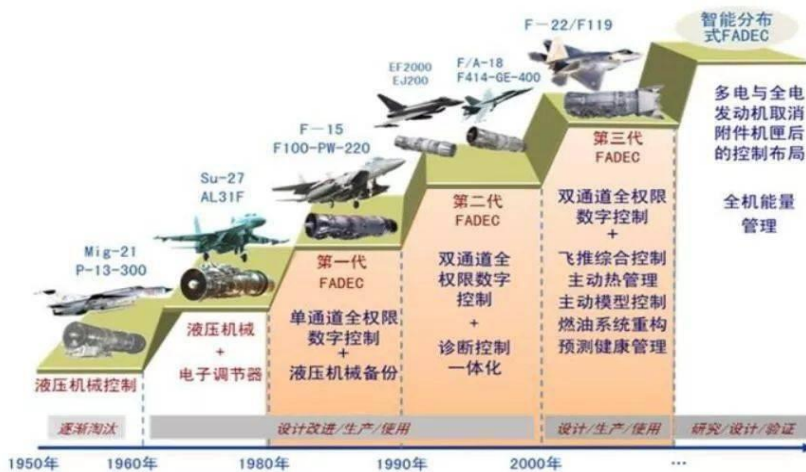 智能分布
式FADEC
F－22/F119
F/A-18
F414-GE-400
EF2000
EJ200
F－15
F100-PW-220
Su-27
AL31F
Mig-21
P-13-300
液压机械控制
液压机械
+
电子调节器
第一代
FADEC
单通道全权限
数字控制
+
液压机械备份
第二代
FADEC
双通道全
权限数字
控制
+
诊断控制
一体化
第三代
FADEC
双通道全权限
数字控制
+
飞推综合控制
主动热管理
主动模型控制
燃油系统重构
预测健康管理
多电与全电
发动机取消
附件机匣后
的控制布局
全机能量
管理
逐渐淘汰
设计改进/生产/使用
设计/生产/使用
研究/设计/验证
1950年 1960年 1980年 1990年 2000年 …